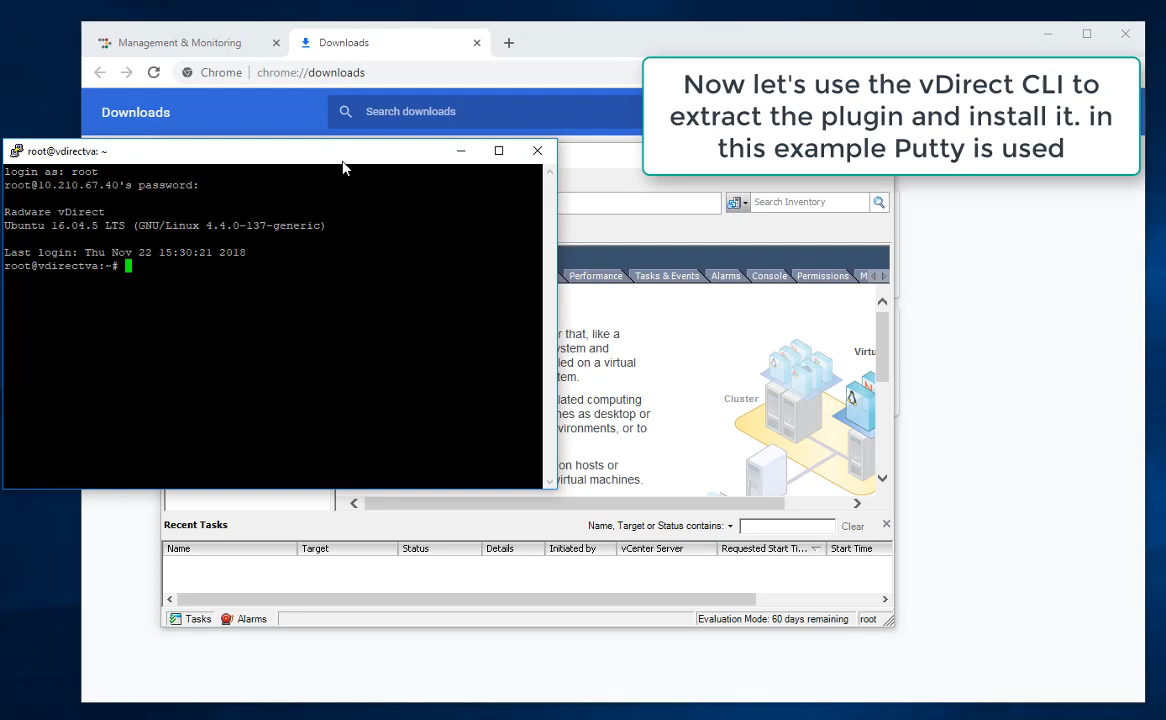 Management & Monitoring
Downloads
Chrome
chrome://downloads
Downloads
Search downloads
Now let's use the vDirect CLI to
extract the plugin and install it. in
this example Putty is used
root@vdirectva: ~
login as: root
root@10.210.67.40's password:
Radware vDirect
Ubuntu 16.04.5 LTS (GNU/Linux 4.4.0-137-generic)
Last login: Thu Nov 22 15:30:21 2018
root@vdirectva:~#
Search Inventory
Performance Tasks & Events Alarms Console Permissions M
r that, like a
stem and
ed on a virtual
tem.
lated computing
nes as desktop or
vironments, or to
on hosts or
virtual machines.
Cluster
Virtu
Recent Tasks
Name, Target or Status contains:
Clear
Name Target Status Details Initiated by vCenter Server Requested Start Ti... Start Time
Tasks Alarms
Evaluation Mode: 60 days remaining root